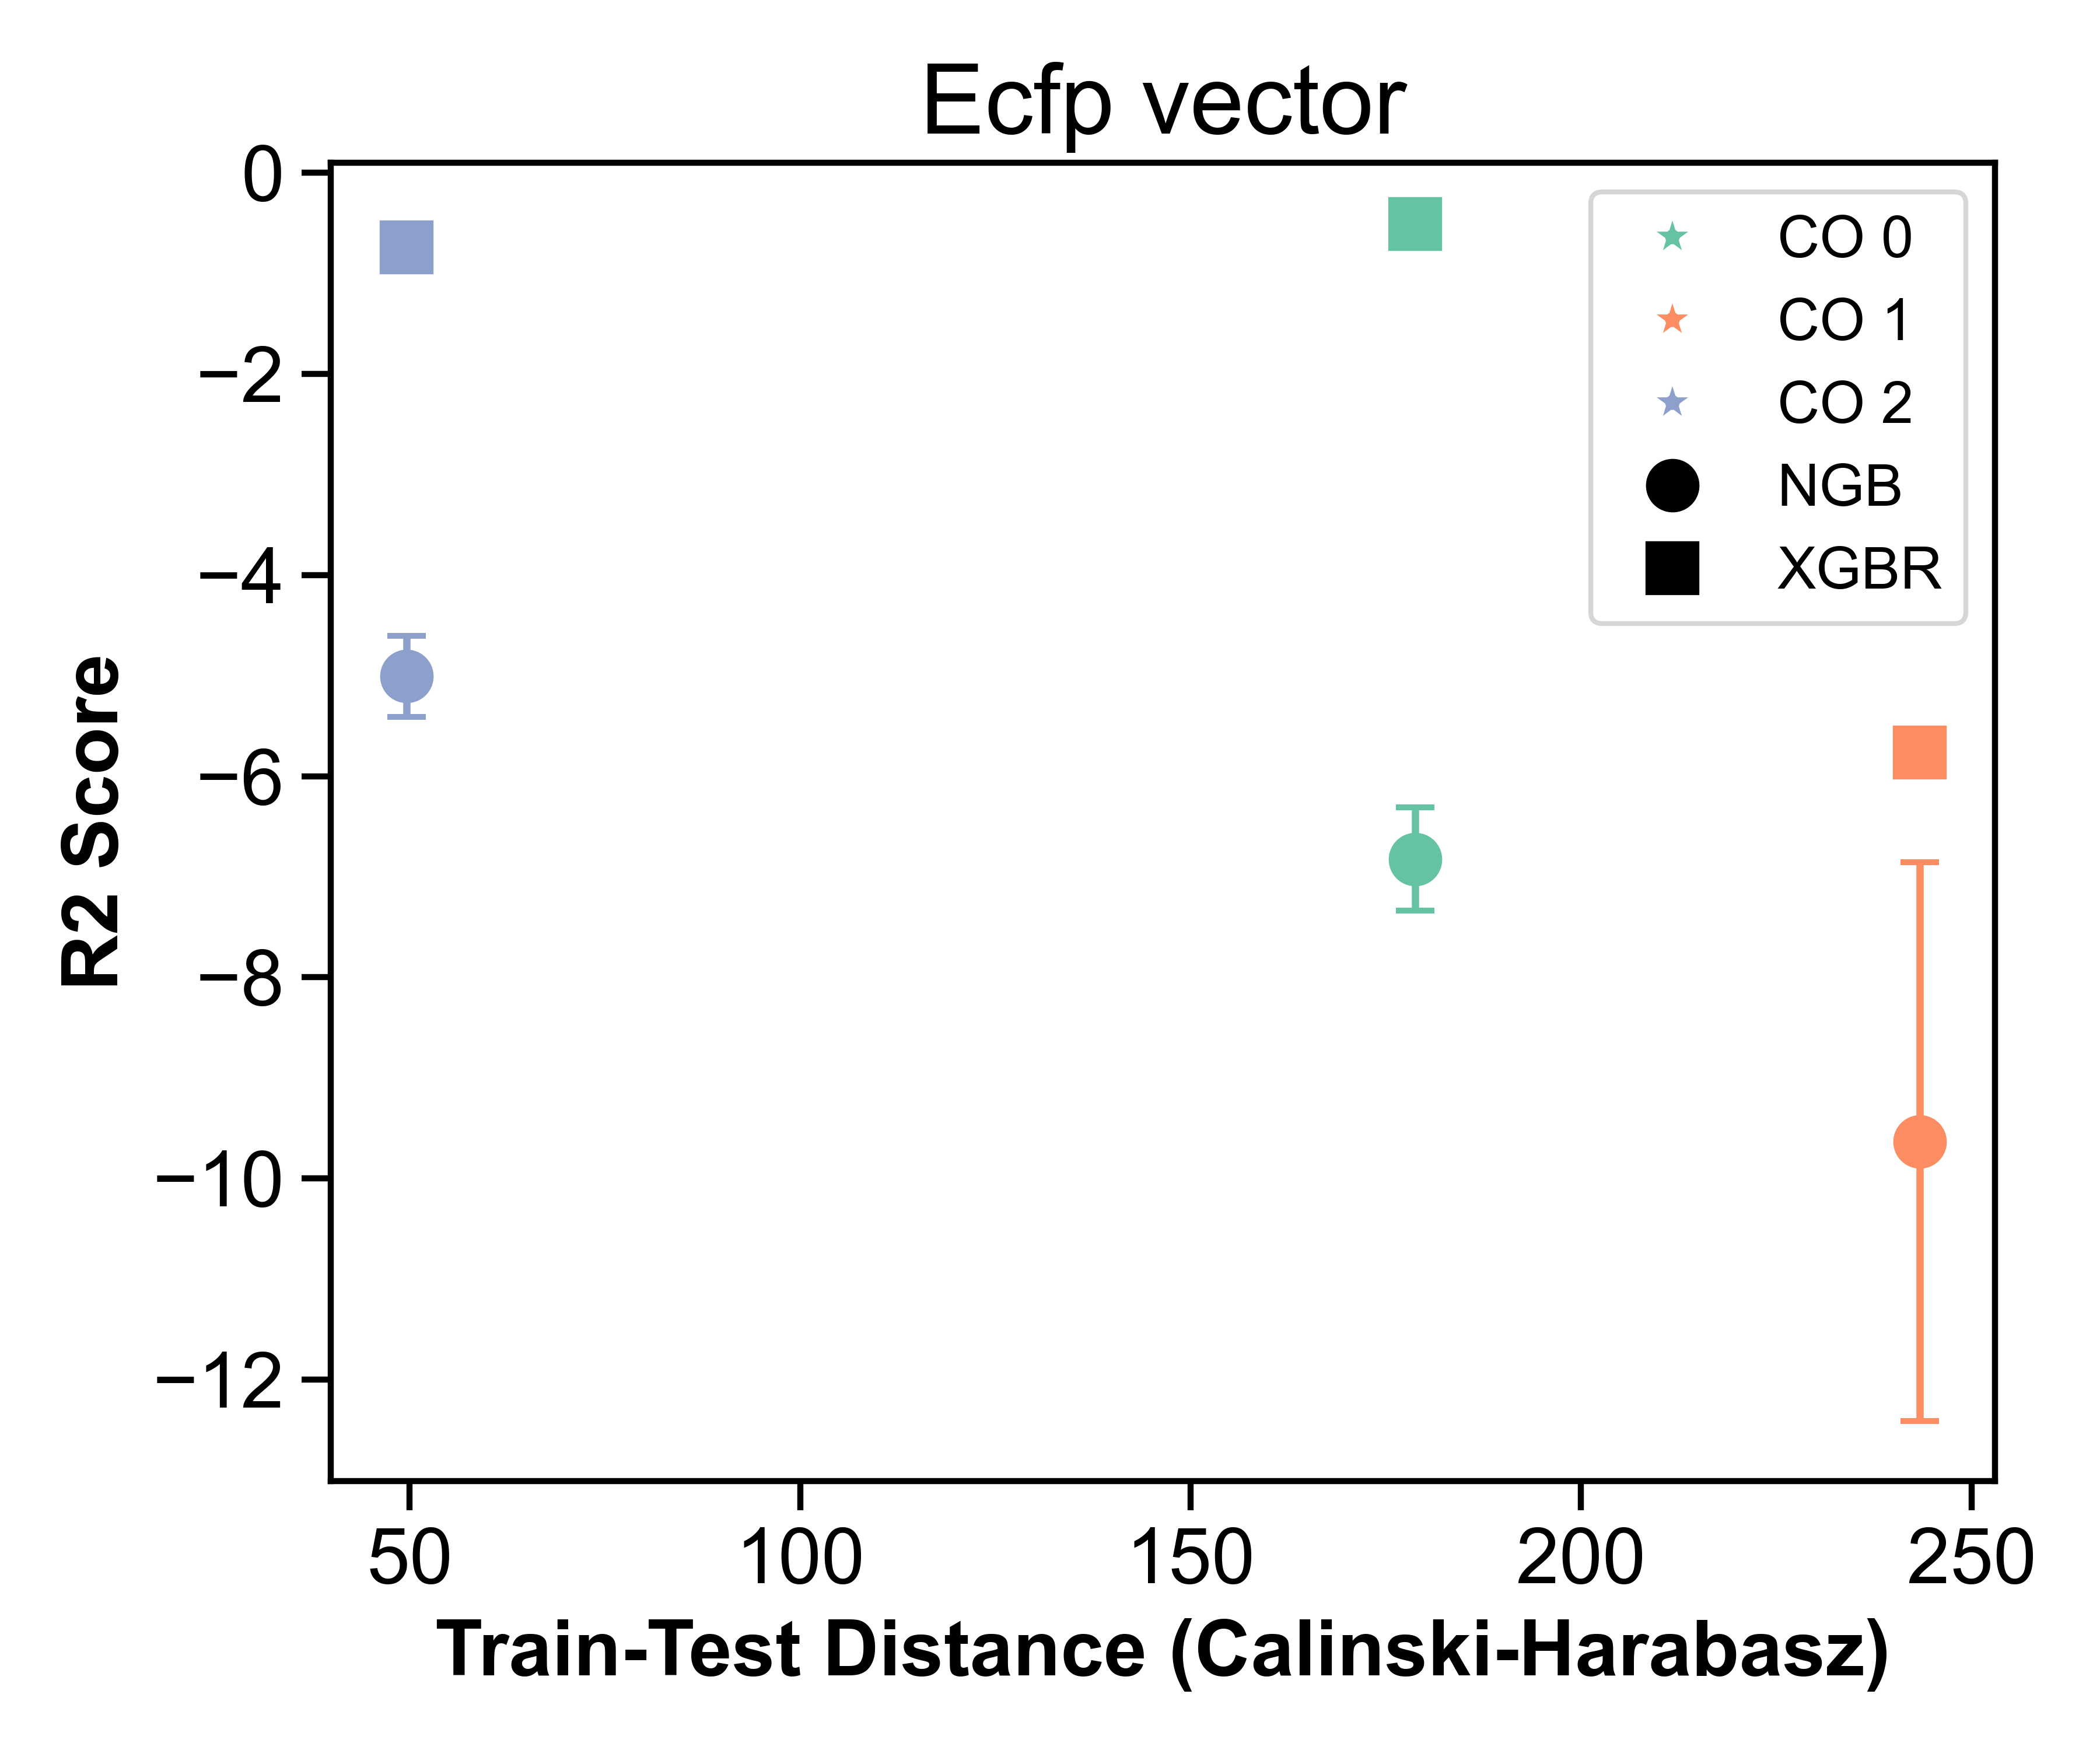 Ecfp vector
R2 Score
0
−2
−4
−6
−8
−10
−12
CO 0
CO 1
CO 2
NGB
XGBR
50 100 150 200 250
Train-Test Distance (Calinski-Harabasz)